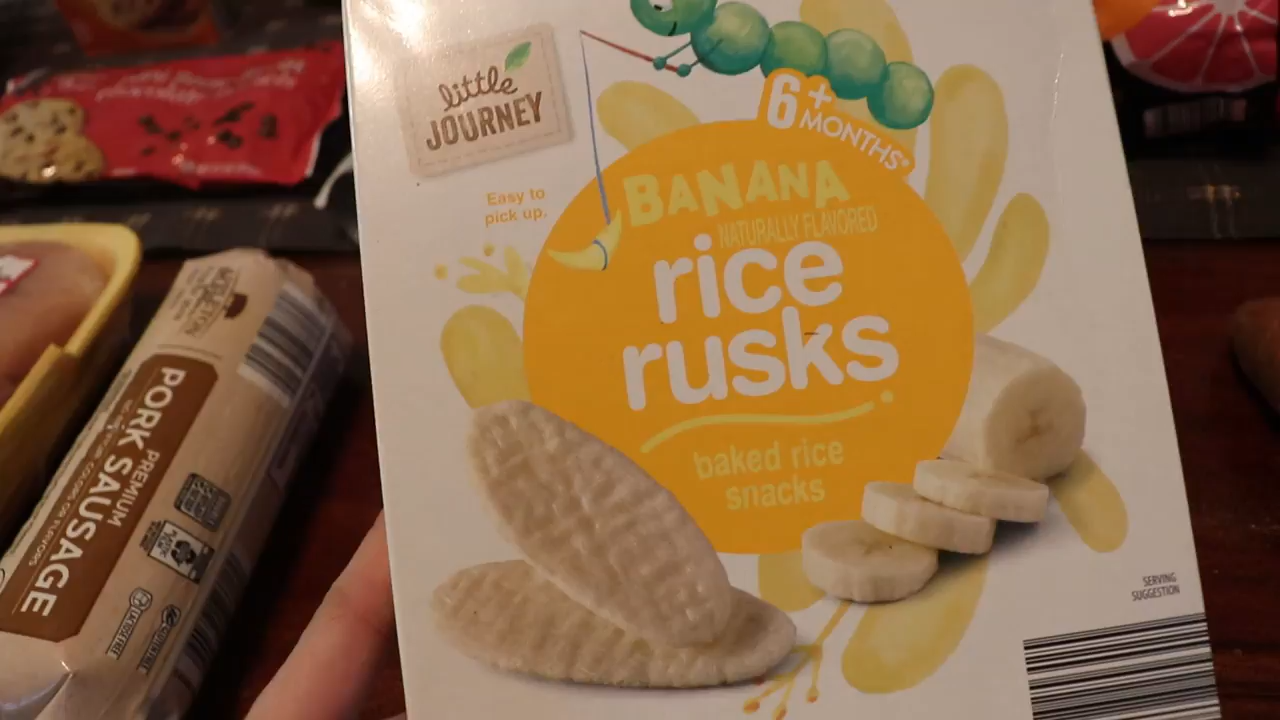 little
JOURNEY
6+
MONTHS*
Easy to
pick up.
BANANA
NATURALLY FLAVORED
rice
rusks
baked rice
snacks
SERVING
SUGGESTION
PREMIUM
PORK SAUSAGE